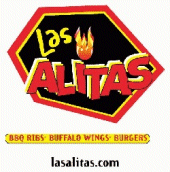 Las
ALITAS
BBQ RIBS· BUFFALO WINGS· BURGERS
lasalitas.com